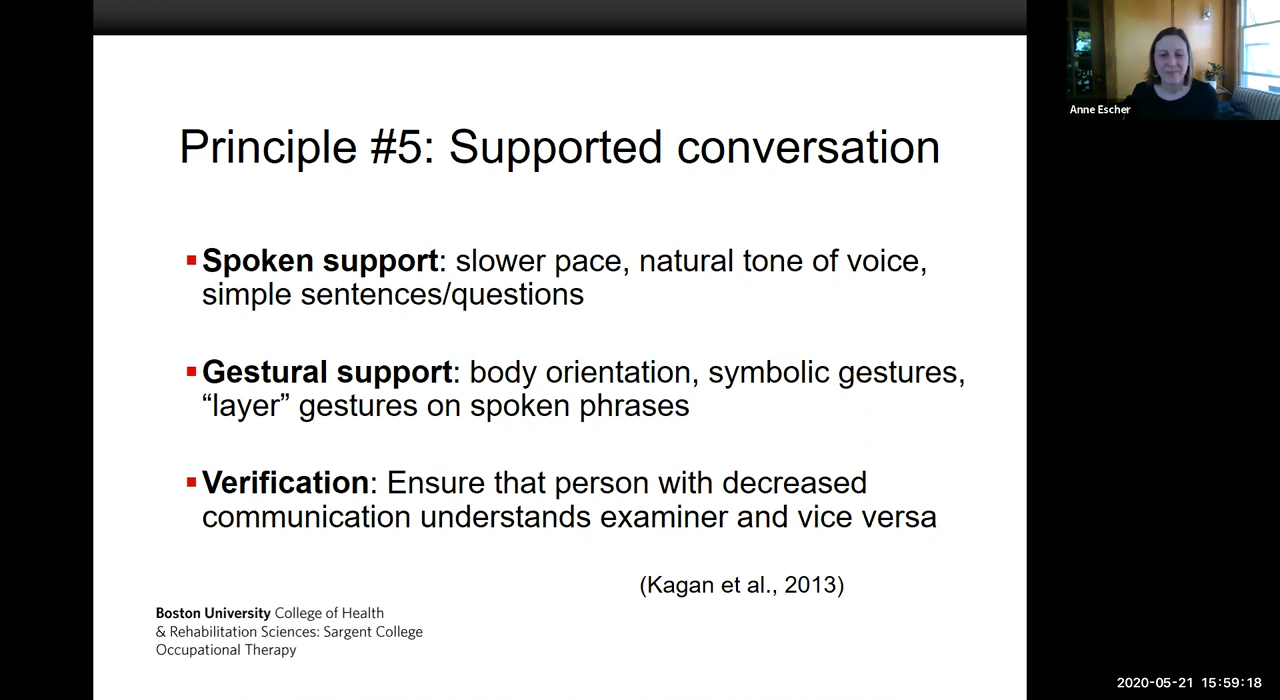 Principle #5: Supported conversation
▪ Spoken support: slower pace, natural tone of voice,
simple sentences/questions
▪ Gestural support: body orientation, symbolic gestures,
“layer” gestures on spoken phrases
▪ Verification: Ensure that person with decreased
communication understands examiner and vice versa
(Kagan et al., 2013)
Boston University College of Health
& Rehabilitation Sciences: Sargent College
Occupational Therapy
Anne Escher
2020-05-21 15:59:18